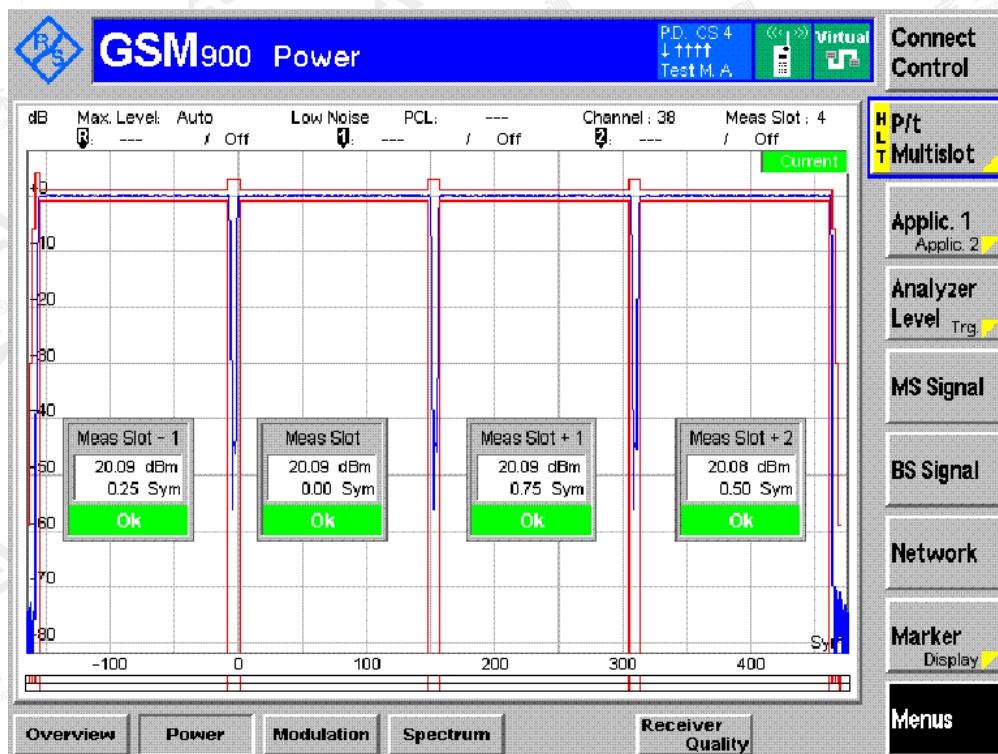 R S
GSM900 Power
P.D. CS 4
↓ ↑↑↑↑
Test M. A
Virtual
Connect Control
dB Max. Level: Auto Low Noise PCL: --- Channel : 38 Meas Slot : 4
R: --- / Off 1: --- / Off 2: --- / Off
Current
HLT
P/t Multislot
Applic. 1
Applic. 2
Analyzer Level Trg.
MS Signal
BS Signal
Network
Marker
Display
Menus
+0
-10
-20
-30
-40
-50
-60
-70
-80
Meas Slot - 1
20.09 dBm
0.25 Sym
Ok
Meas Slot
20.09 dBm
0.00 Sym
Ok
Meas Slot + 1
20.09 dBm
0.75 Sym
Ok
Meas Slot + 2
20.08 dBm
0.50 Sym
Ok
-100 0 100 200 300 400
Overview Power Modulation Spectrum Receiver Quality